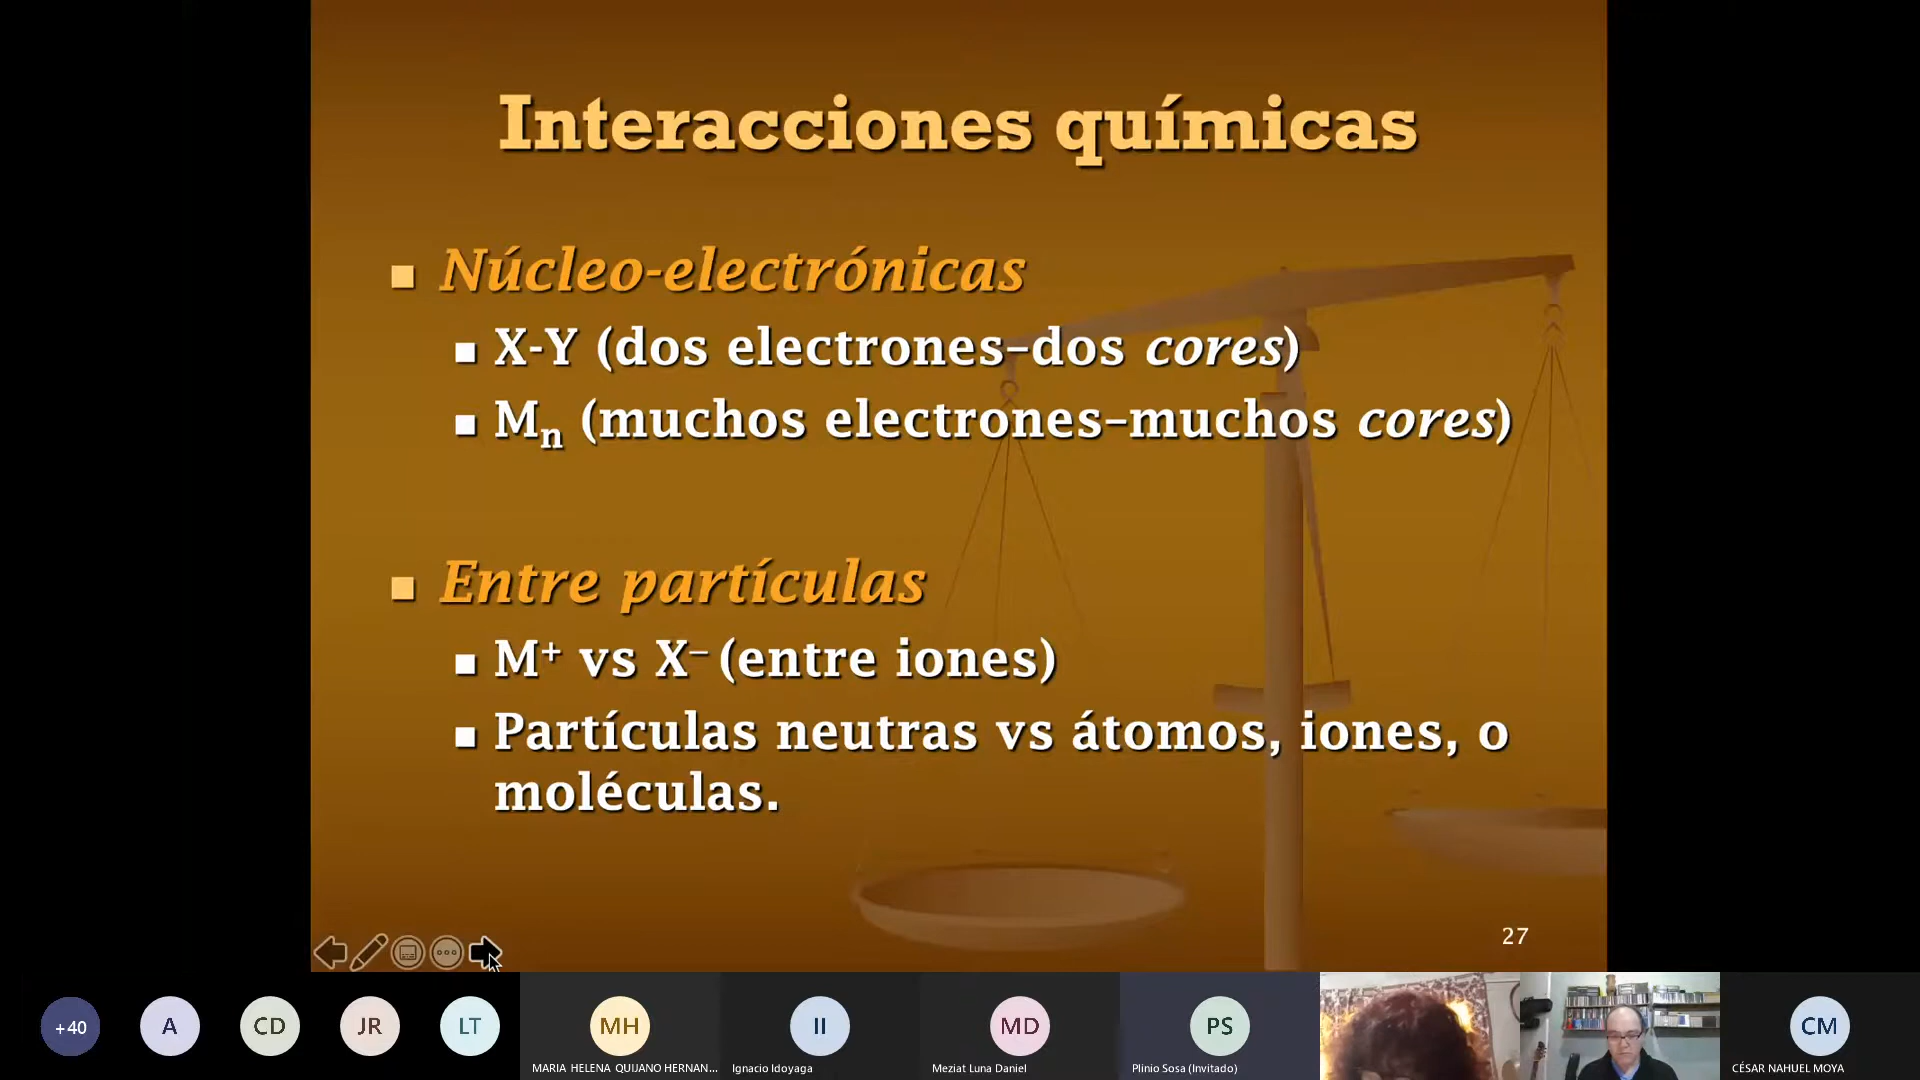 Interacciones químicas
Núcleo-electrónicas
X-Y (dos electrones–dos cores)
Mn (muchos electrones–muchos cores)
Entre partículas
M+ vs X– (entre iones)
Partículas neutras vs átomos, iones, o
moléculas.
27
+40
A
CD
JR
LT
MH
II
MD
PS
CM
MARIA HELENA QUIJANO HERNAN...
Ignacio Idoyaga
Meziat Luna Daniel
Plinio Sosa (Invitado)
CÉSAR NAHUEL MOYA